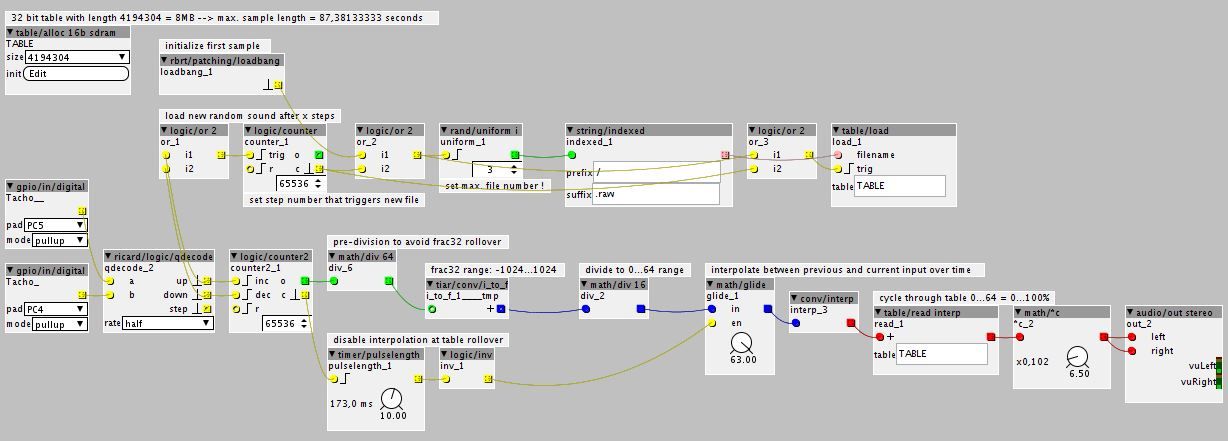 32 bit table with length 4194304 = 8MB --> max. sample length = 87,38133333 seconds
table/alloc 16b sdram
TABLE
size 4194304
init Edit
initialize first sample
rbrt/patching/loadbang
loadbang_1
load new random sound after x steps
logic/or 2
or_1
i1
i2
logic/counter
counter_1
trig o
r c
65536
set step number that triggers new file
logic/or 2
or_2
i1
i2
rand/uniform i
uniform_1
3
set max. file number !
string/indexed
indexed_1
prefix /
suffix .raw
logic/or 2
or_3
i1
i2
table/load
load_1
filename
trig
table TABLE
gpio/in/digital
Tacho__
pad PC5
mode pullup
gpio/in/digital
Tacho_
pad PC4
mode pullup
ricard/logic/qdecode
qdecode_2
a up
b down
step
rate half
logic/counter2
counter2_1
inc o
dec c
r
65536
pre-division to avoid frac32 rollover
math/div 64
div_6
frac32 range: -1024...1024
tiar/conv/i_to_f
i_to_f_1____tmp
+
divide to 0...64 range
math/div 16
div_2
interpolate between previous and current input over time
math/glide
glide_1
in
en
63.00
conv/interp
interp_3
cycle through table 0...64 = 0...100%
table/read interp
read_1
+
table TABLE
math/*c
*c_2
x0,102
6.50
audio/out stereo
out_2
left
right
vuLeft
vuRight
disable interpolation at table rollover
timer/pulselength
pulselength_1
173,0 ms
10.00
logic/inv
inv_1